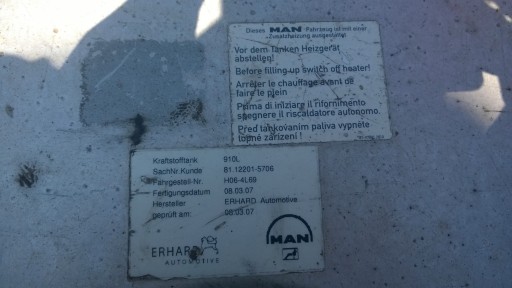 Dieses MAN Fahrzeug ist mit einer
Zusatzheizung ausgestattet.
Vor dem Tanken Heizgerät
abstellen!
Before filling-up switch off heater!
Arrêter le chauffage avant de
faire le plein
Prima di iniziare il rifornimento
spegnere il riscaldatore autonomo.
Před tankovaním paliva vypněte
topné zařízení !
Kraftstofftank 910L
SachNr.Kunde 81.12201-5706
Fahrgestell-Nr. H06-4L69
Fertigungsdatum 08.03.07
Hersteller ERHARD Automotive
geprüft am: 08.03.07
ERHARD
AUTOMOTIVE
MAN